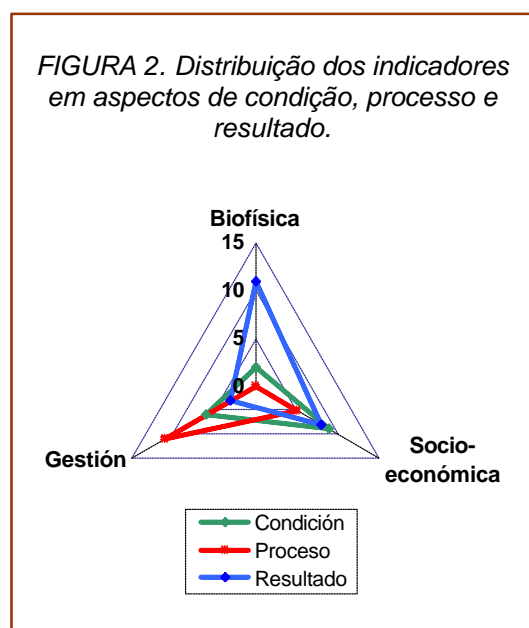 FIGURA 2. Distribuição dos indicadores
em aspectos de condição, processo e
resultado.
Biofísica
15
10
5
0
Gestión
Socio-
económica
Condición
Proceso
Resultado